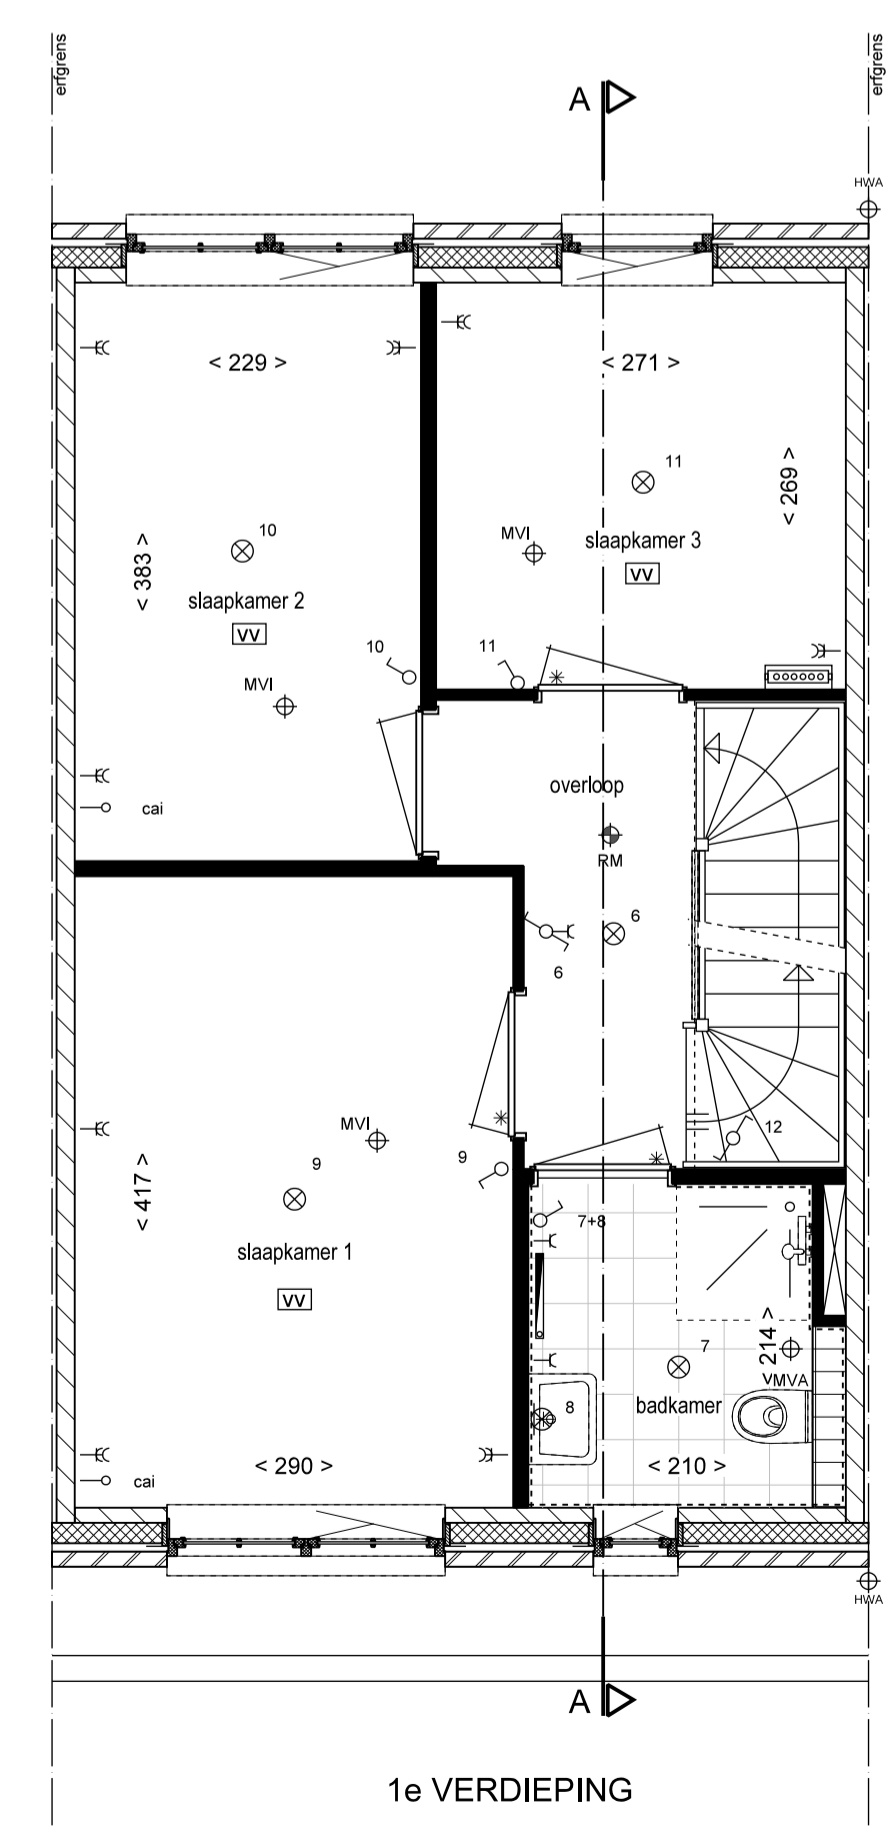 erfgrens
erfgrens
A
HWA
< 229 >
< 271 >
< 269 >
11
10
MVI
slaapkamer 3
VV
< 383 >
slaapkamer 2
VV
10
11
MVI
cai
overloop
RM
6
6
12
MVI
9
9
< 417 >
slaapkamer 1
VV
7+8
214 >
7
VMVA
8
badkamer
< 290 >
< 210 >
cai
HWA
A
1e VERDIEPING